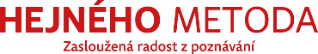 HEJNÉHO METODA
Zasloužená radost z poznávání